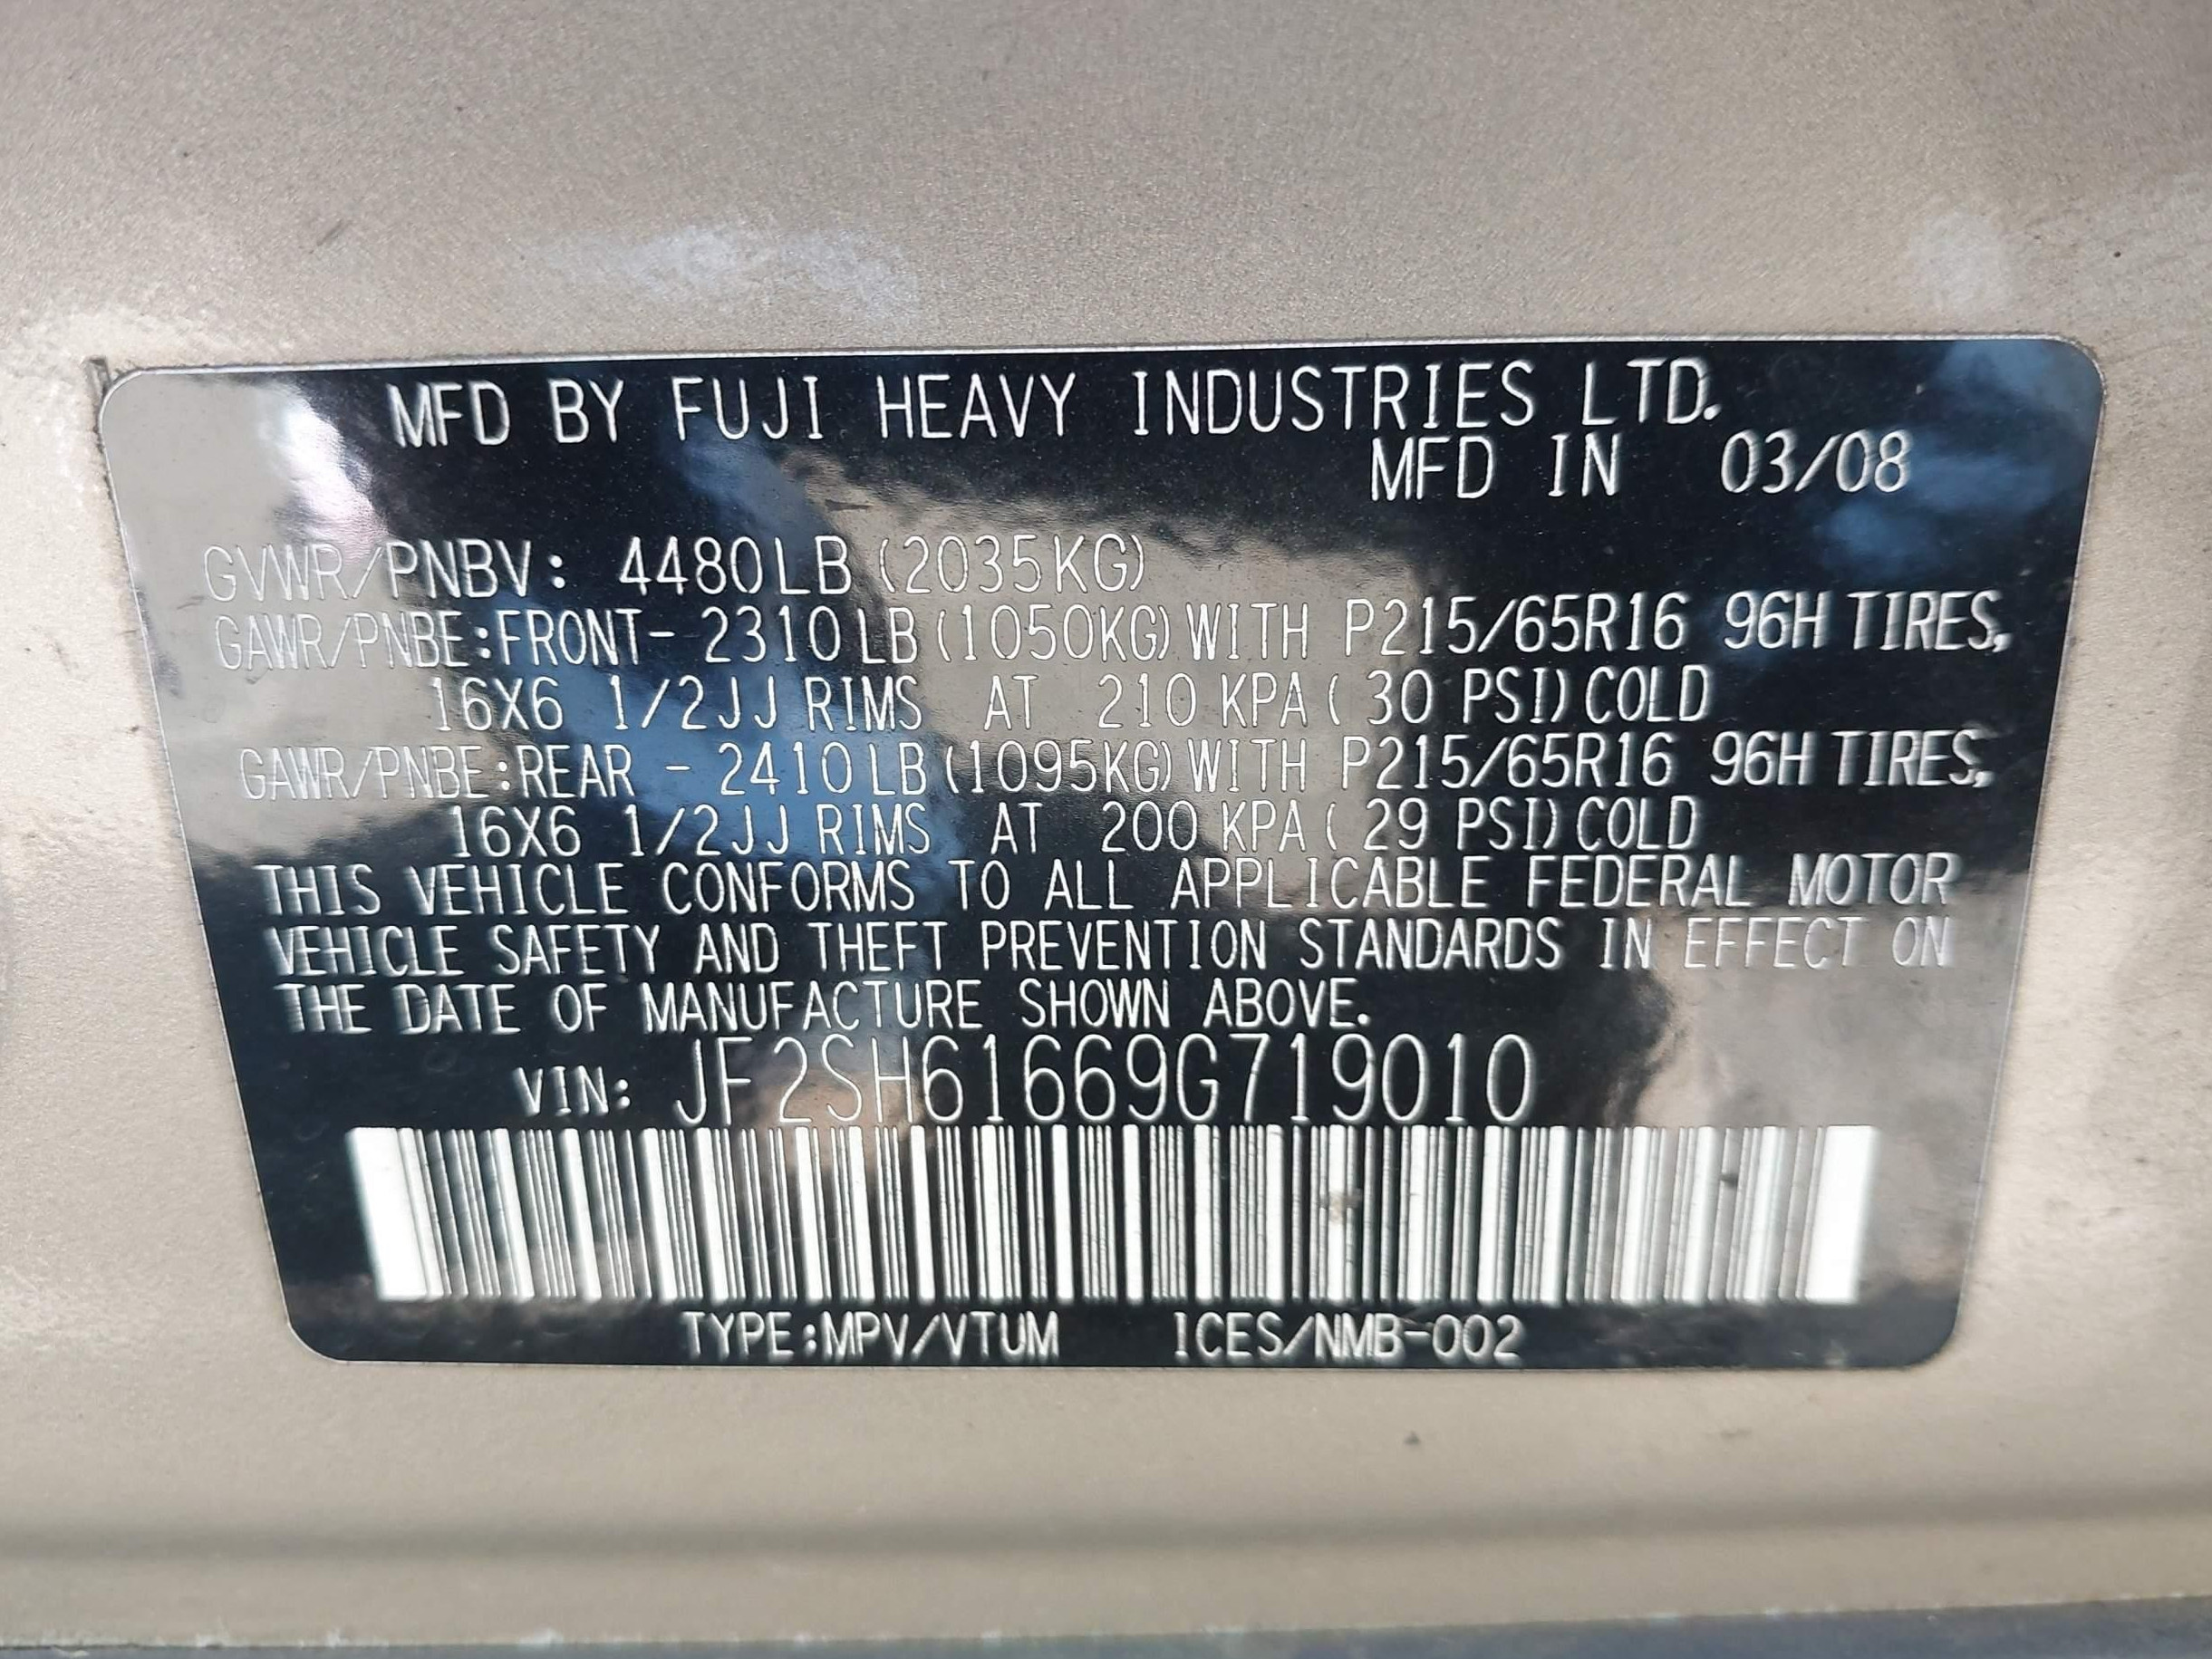 MFD BY FUJI HEAVY INDUSTRIES LTD.
MFD IN 03/08
GVWR/PNBV: 4480LB (2035KG)
GAWR/PNBE:FRONT- 2310LB(1050KG)WITH P215/65R16 96H TIRES,
16X6 1/2JJ RIMS AT 210 KPA( 30 PSI)COLD
GAWR/PNBE:REAR - 2410LB(1095KG)WITH P215/65R16 96H TIRES,
16X6 1/2JJ RIMS AT 200 KPA( 29 PSI)COLD
THIS VEHICLE CONFORMS TO ALL APPLICABLE FEDERAL MOTOR
VEHICLE SAFETY AND THEFT PREVENTION STANDARDS IN EFFECT ON
THE DATE OF MANUFACTURE SHOWN ABOVE.
VIN: JF2SH61669G719010
TYPE:MPV/VTUM ICES/NMB-002